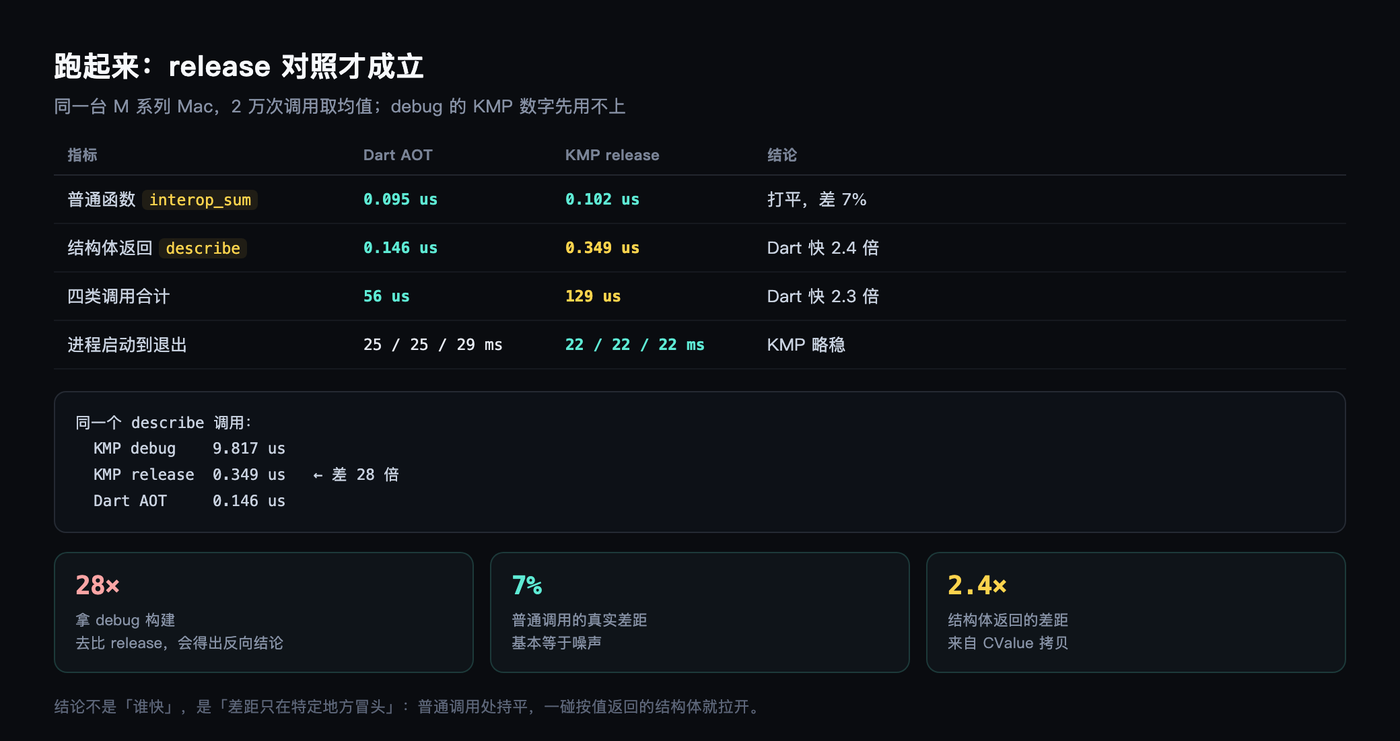 跑起来：release 对照才成立
同一台 M 系列 Mac，2 万次调用取均值；debug 的 KMP 数字先用不上
指标 Dart AOT KMP release 结论
普通函数 interop_sum 0.095 us 0.102 us 打平，差 7%
结构体返回 describe 0.146 us 0.349 us Dart 快 2.4 倍
四类调用合计 56 us 129 us Dart 快 2.3 倍
进程启动到退出 25 / 25 / 29 ms 22 / 22 / 22 ms KMP 略稳
同一个 describe 调用：
KMP debug 9.817 us
KMP release 0.349 us ← 差 28 倍
Dart AOT 0.146 us
28×
拿 debug 构建
去比 release，会得出反向结论
7%
普通调用的真实差距
基本等于噪声
2.4×
结构体返回的差距
来自 CValue 拷贝
结论不是「谁快」，是「差距只在特定地方冒头」：普通调用处持平，一碰按值返回的结构体就拉开。